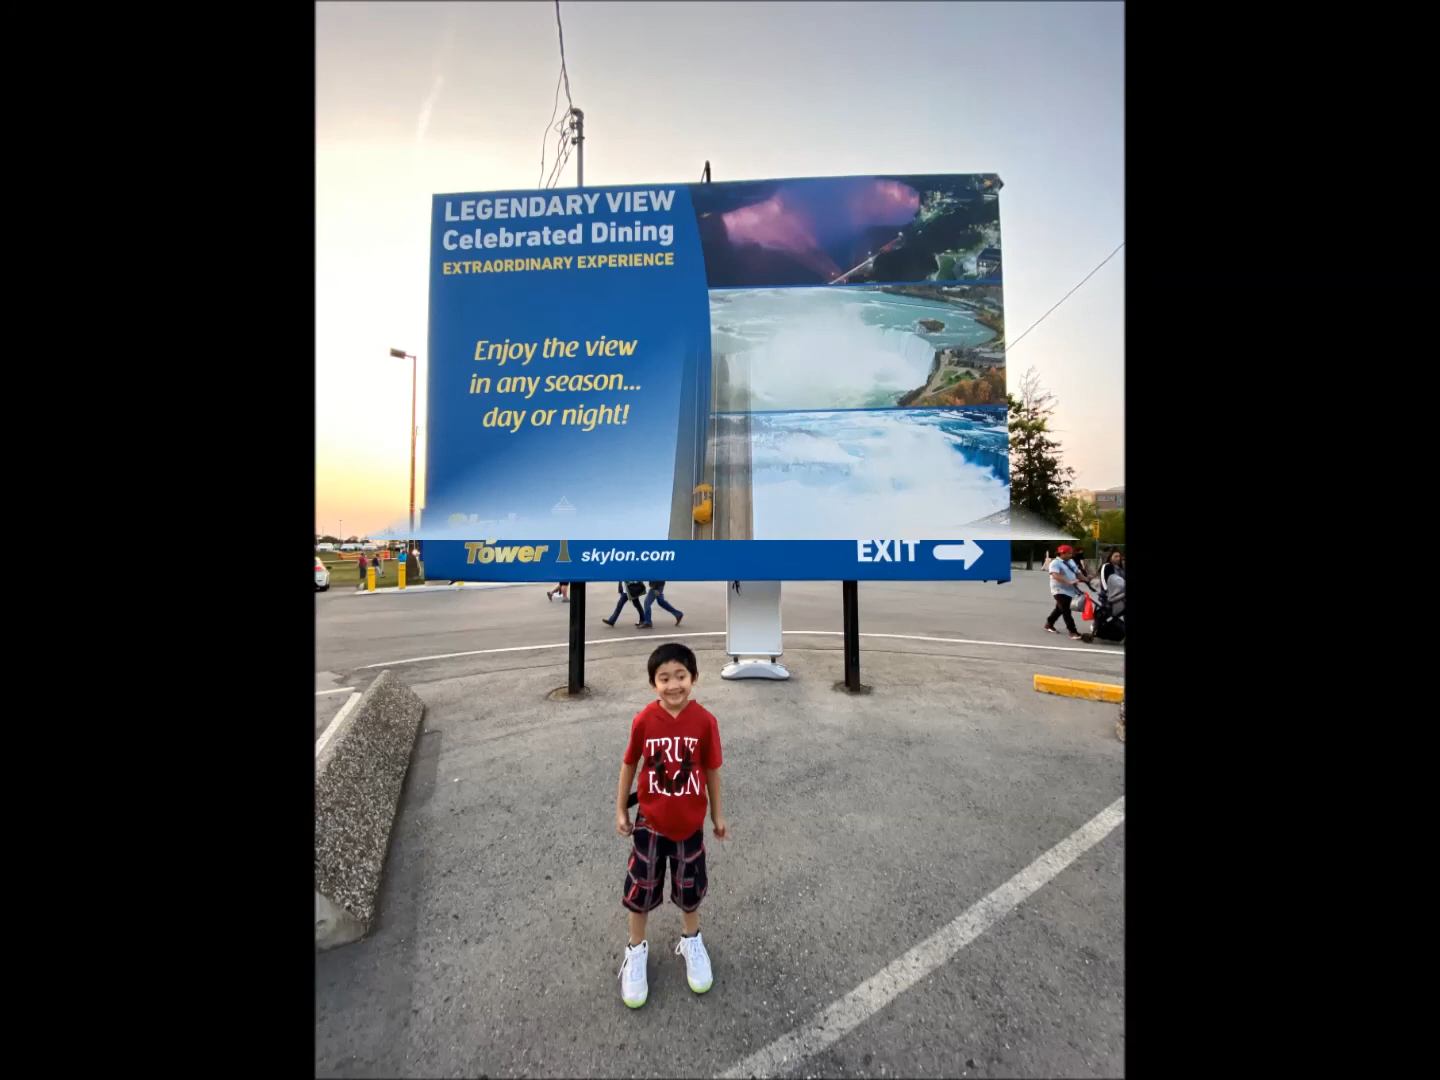 LEGENDARY VIEW
Celebrated Dining
EXTRAORDINARY EXPERIENCE
Enjoy the view
in any season...
day or night!
Tower
skylon.com
EXIT
TRUE